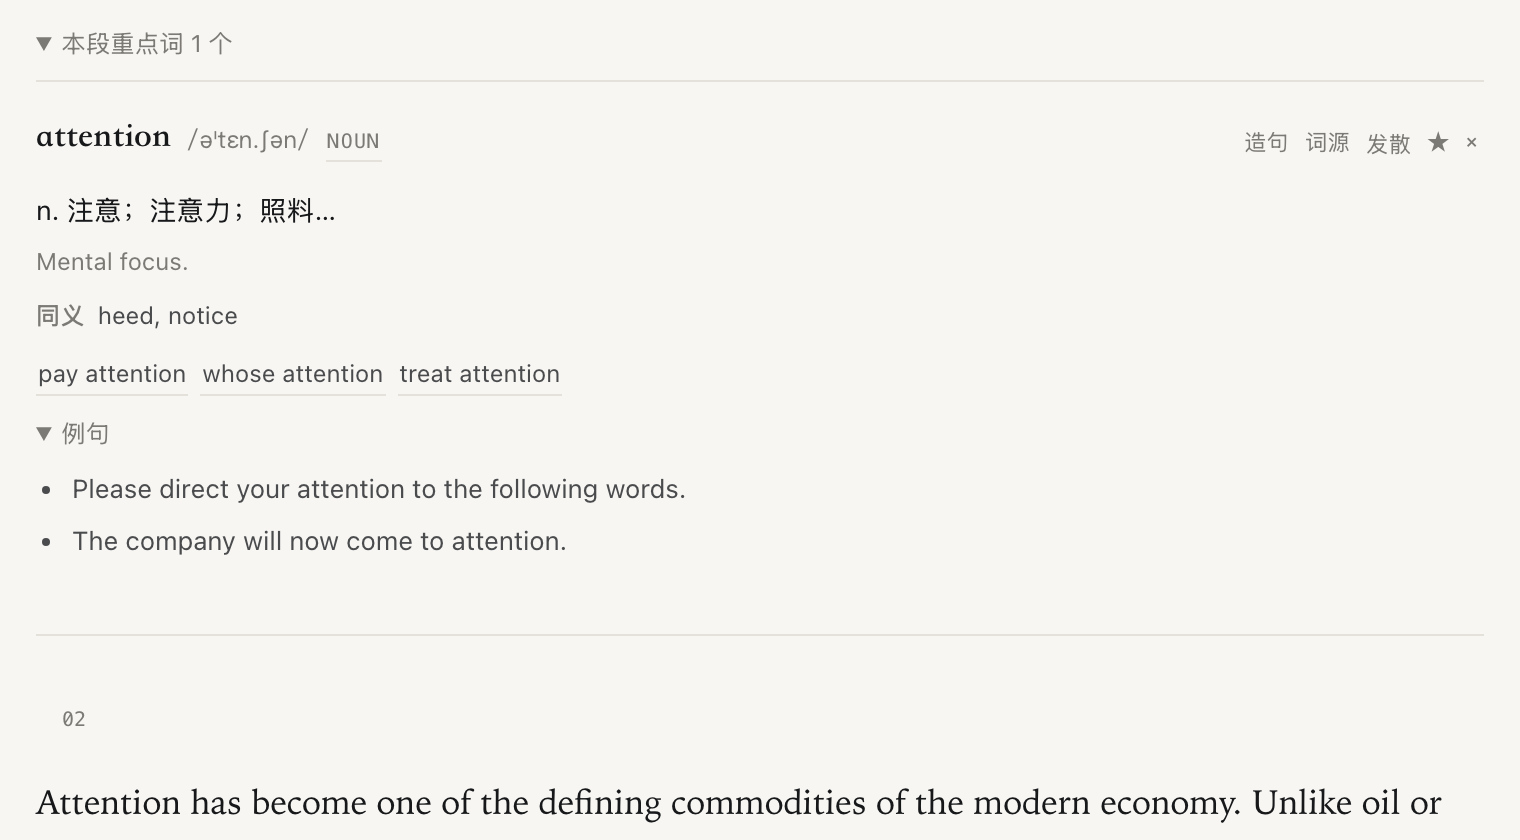 ▼ 本段重点词 1 个
attention /əˈtɛn.ʃən/ NOUN 造句 词源 发散 ★ ×
n. 注意；注意力；照料...
Mental focus.
同义 heed, notice
pay attention whose attention treat attention
▼ 例句
• Please direct your attention to the following words.
• The company will now come to attention.
02
Attention has become one of the defining commodities of the modern economy. Unlike oil or